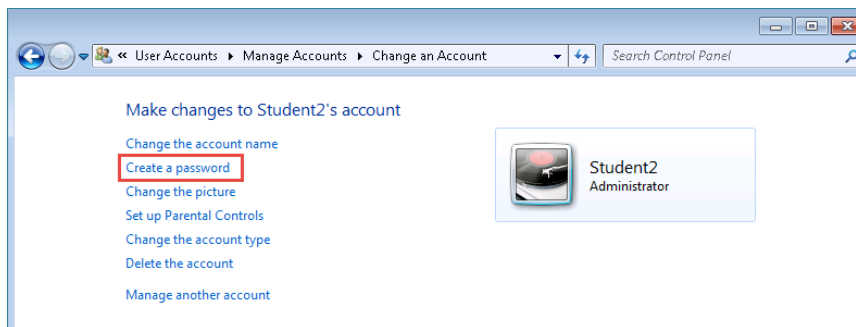 « User Accounts ▸ Manage Accounts ▸ Change an Account
Search Control Panel
Make changes to Student2's account
Change the account name
Create a password
Change the picture
Set up Parental Controls
Change the account type
Delete the account
Manage another account
Student2
Administrator